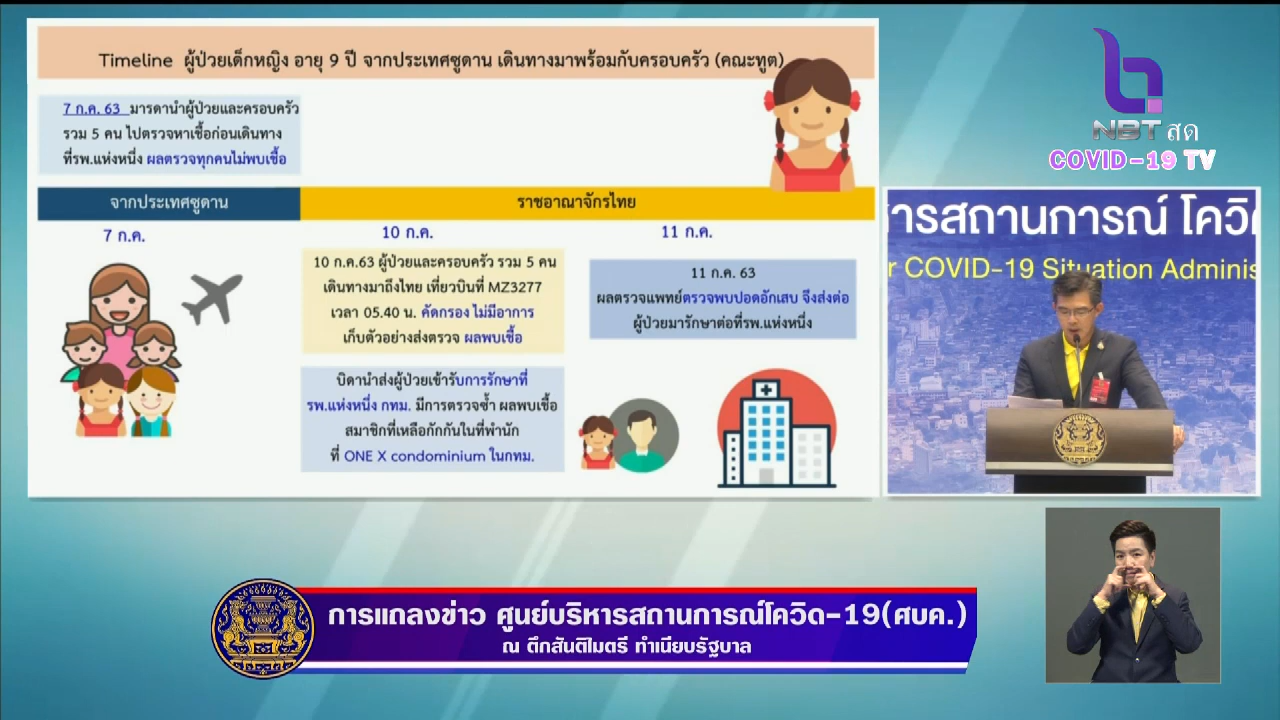 Timeline ผู้ป่วยเด็กหญิง อายุ 9 ปี จากประเทศซูดาน เดินทางมาพร้อมกับครอบครัว (คณะทูต)
7 ก.ค. 63 มารดานำผู้ป่วยและครอบครัว
รวม 5 คน ไปตรวจหาเชื้อก่อนเดินทาง
ที่รพ.แห่งหนึ่ง ผลตรวจทุกคนไม่พบเชื้อ
จากประเทศซูดาน
ราชอาณาจักรไทย
7 ก.ค.
10 ก.ค.
11 ก.ค.
10 ก.ค.63 ผู้ป่วยและครอบครัว รวม 5 คน
เดินทางมาถึงไทย เที่ยวบินที่ MZ3277
เวลา 05.40 น. คัดกรอง ไม่มีอาการ
เก็บตัวอย่างส่งตรวจ ผลพบเชื้อ
บิดานำส่งผู้ป่วยเข้ารับการรักษาที่
รพ.แห่งหนึ่ง กทม. มีการตรวจซ้ำ ผลพบเชื้อ
สมาชิกที่เหลือกักกันในที่พำนัก
ที่ ONE X condominium ในกทม.
11 ก.ค. 63
ผลตรวจแพทย์ตรวจพบปอดอักเสบ จึงส่งต่อ
ผู้ป่วยมารักษาต่อที่รพ.แห่งหนึ่ง
NBT สด
COVID-19 TV
ารสถานการณ์ โควิด
r COVID-19 Situation Adminis
การแถลงข่าว ศูนย์บริหารสถานการณ์โควิด-19(ศบค.)
ณ ตึกสันติไมตรี ทำเนียบรัฐบาล